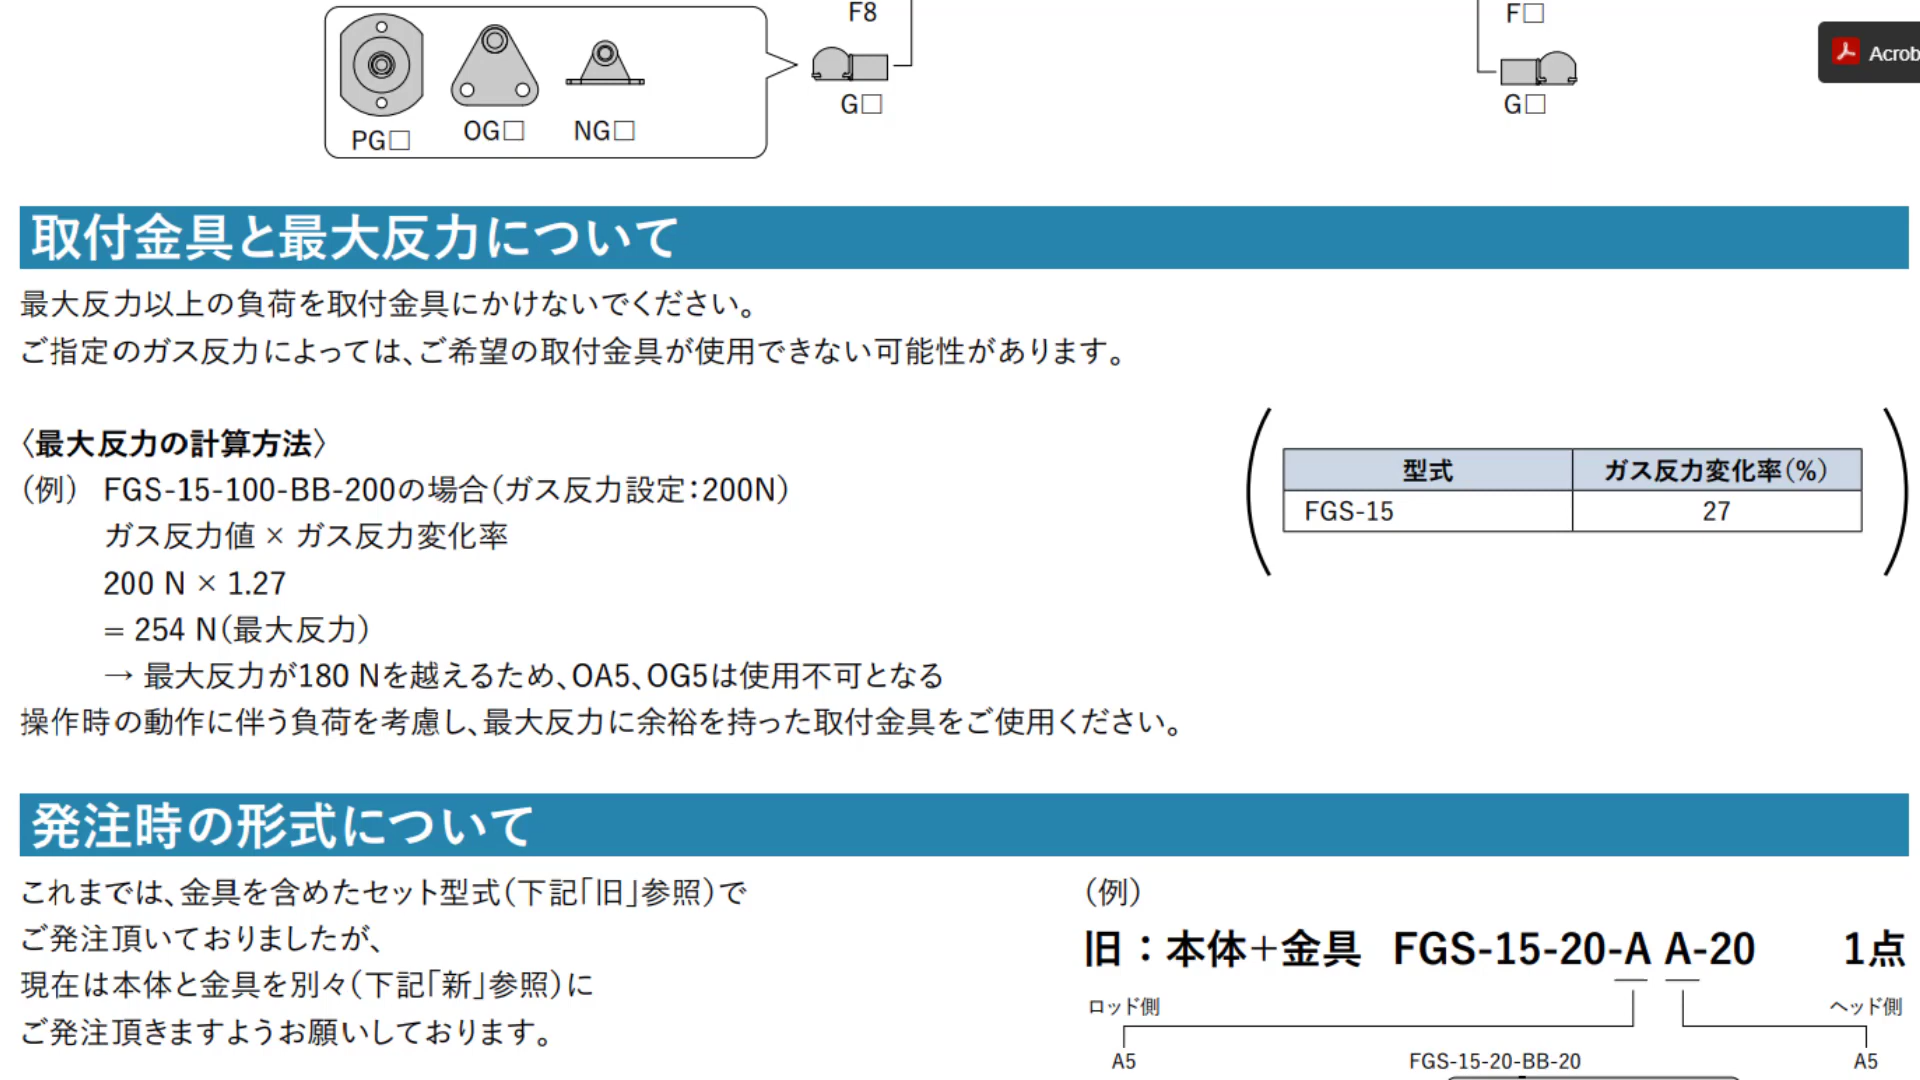 F8
F□
Acrob
G□
G□
PG□
OG□
NG□
取付金具と最大反力について
最大反力以上の負荷を取付金具にかけないでください。
ご指定のガス反力によっては、ご希望の取付金具が使用できない可能性があります。
〈最大反力の計算方法〉
（例） FGS-15-100-BB-200の場合（ガス反力設定：200N）
ガス反力値 × ガス反力変化率
200 N × 1.27
= 254 N（最大反力）
→ 最大反力が180 Nを越えるため、OA5、OG5は使用不可となる
操作時の動作に伴う負荷を考慮し、最大反力に余裕を持った取付金具をご使用ください。
型式 ガス反力変化率（%）
FGS-15 27
発注時の形式について
これまでは、金具を含めたセット型式（下記「旧」参照）で
ご発注頂いておりましたが、
現在は本体と金具を別々（下記「新」参照）に
ご発注頂きますようお願いしております。
（例）
旧：本体＋金具 FGS-15-20-A A-20 1点
ロッド側 ヘッド側
A5 FGS-15-20-BB-20 A5